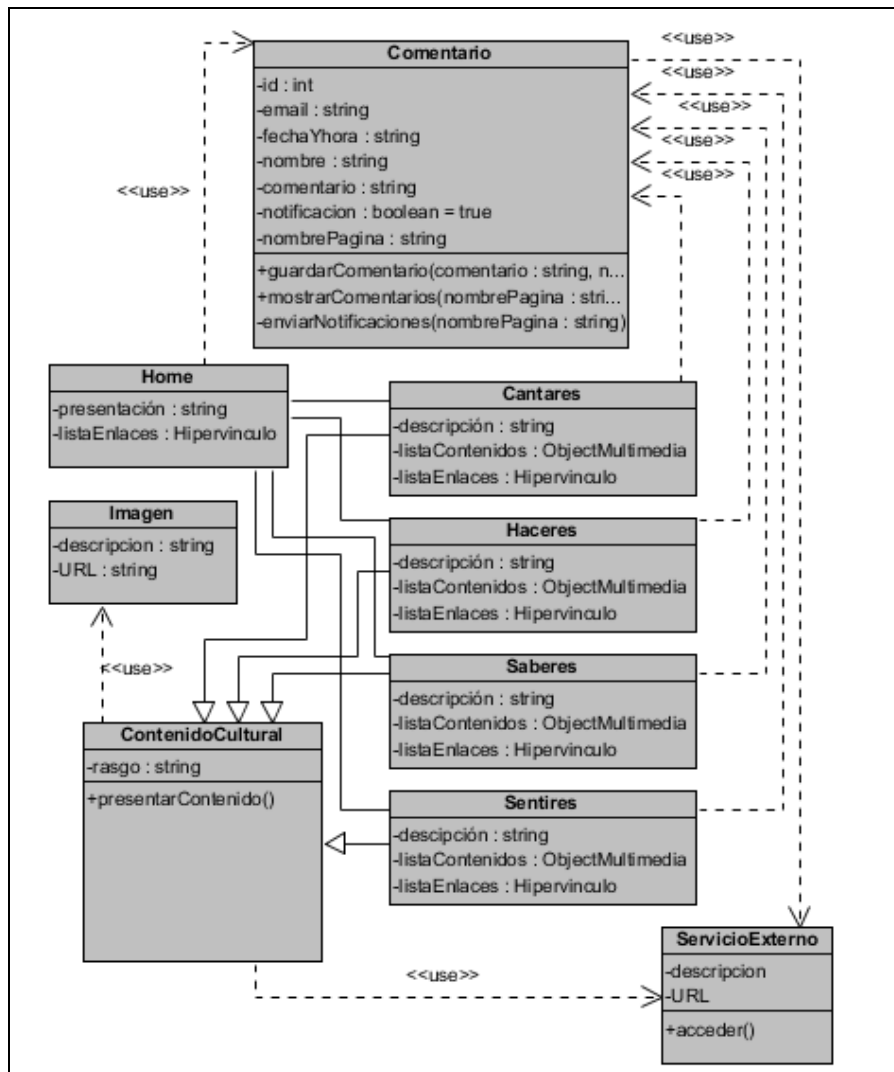 <<use>>
Comentario
-id : int
-email : string
-fechaYhora : string
-nombre : string
-comentario : string
-notificacion : boolean = true
-nombrePagina : string
+guardarComentario(comentario : string, n...
+mostrarComentarios(nombrePagina : stri...
-enviarNotificaciones(nombrePagina : string)
<<use>>
<<use>>
<<use>>
<<use>>
<<use>>
Home
-presentación : string
-listaEnlaces : Hipervinculo
Cantares
-descripción : string
-listaContenidos : ObjectMultimedia
-listaEnlaces : Hipervinculo
Imagen
-descripcion : string
-URL : string
Haceres
-descripción : string
-listaContenidos : ObjectMultimedia
-listaEnlaces : Hipervinculo
<<use>>
Saberes
-descripción : string
-listaContenidos : ObjectMultimedia
-listaEnlaces : Hipervinculo
ContenidoCultural
-rasgo : string
+presentarContenido()
Sentires
-descipción : string
-listaContenidos : ObjectMultimedia
-listaEnlaces : Hipervinculo
<<use>>
ServicioExterno
-descripcion
-URL
+acceder()